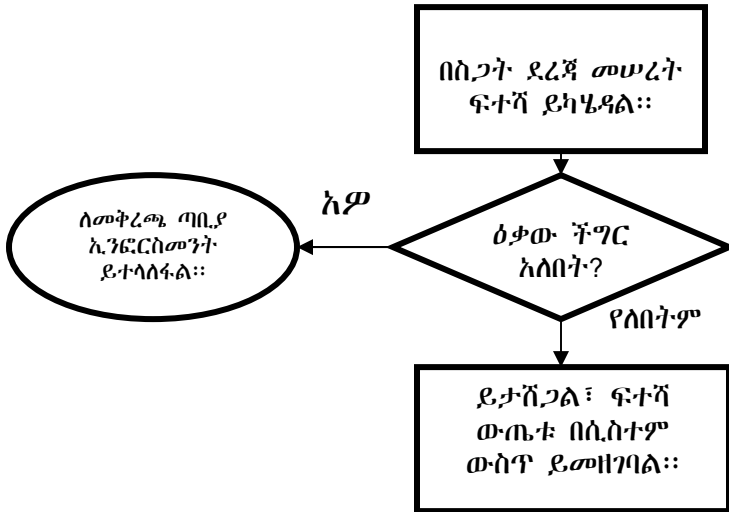 በስጋት ደረጃ መሠረት
ፍተሻ ይካሄዳል፡፡
አዎ
ለመቅረጫ ጣቢያ
ኢንፎርስመንት
ይተላለፋል፡፡
ዕቃው ችግር
አለበት?
የለበትም
ይታሸጋል፣ ፍተሻ
ውጤቱ በሲስተም
ውስጥ ይመዘገባል፡፡